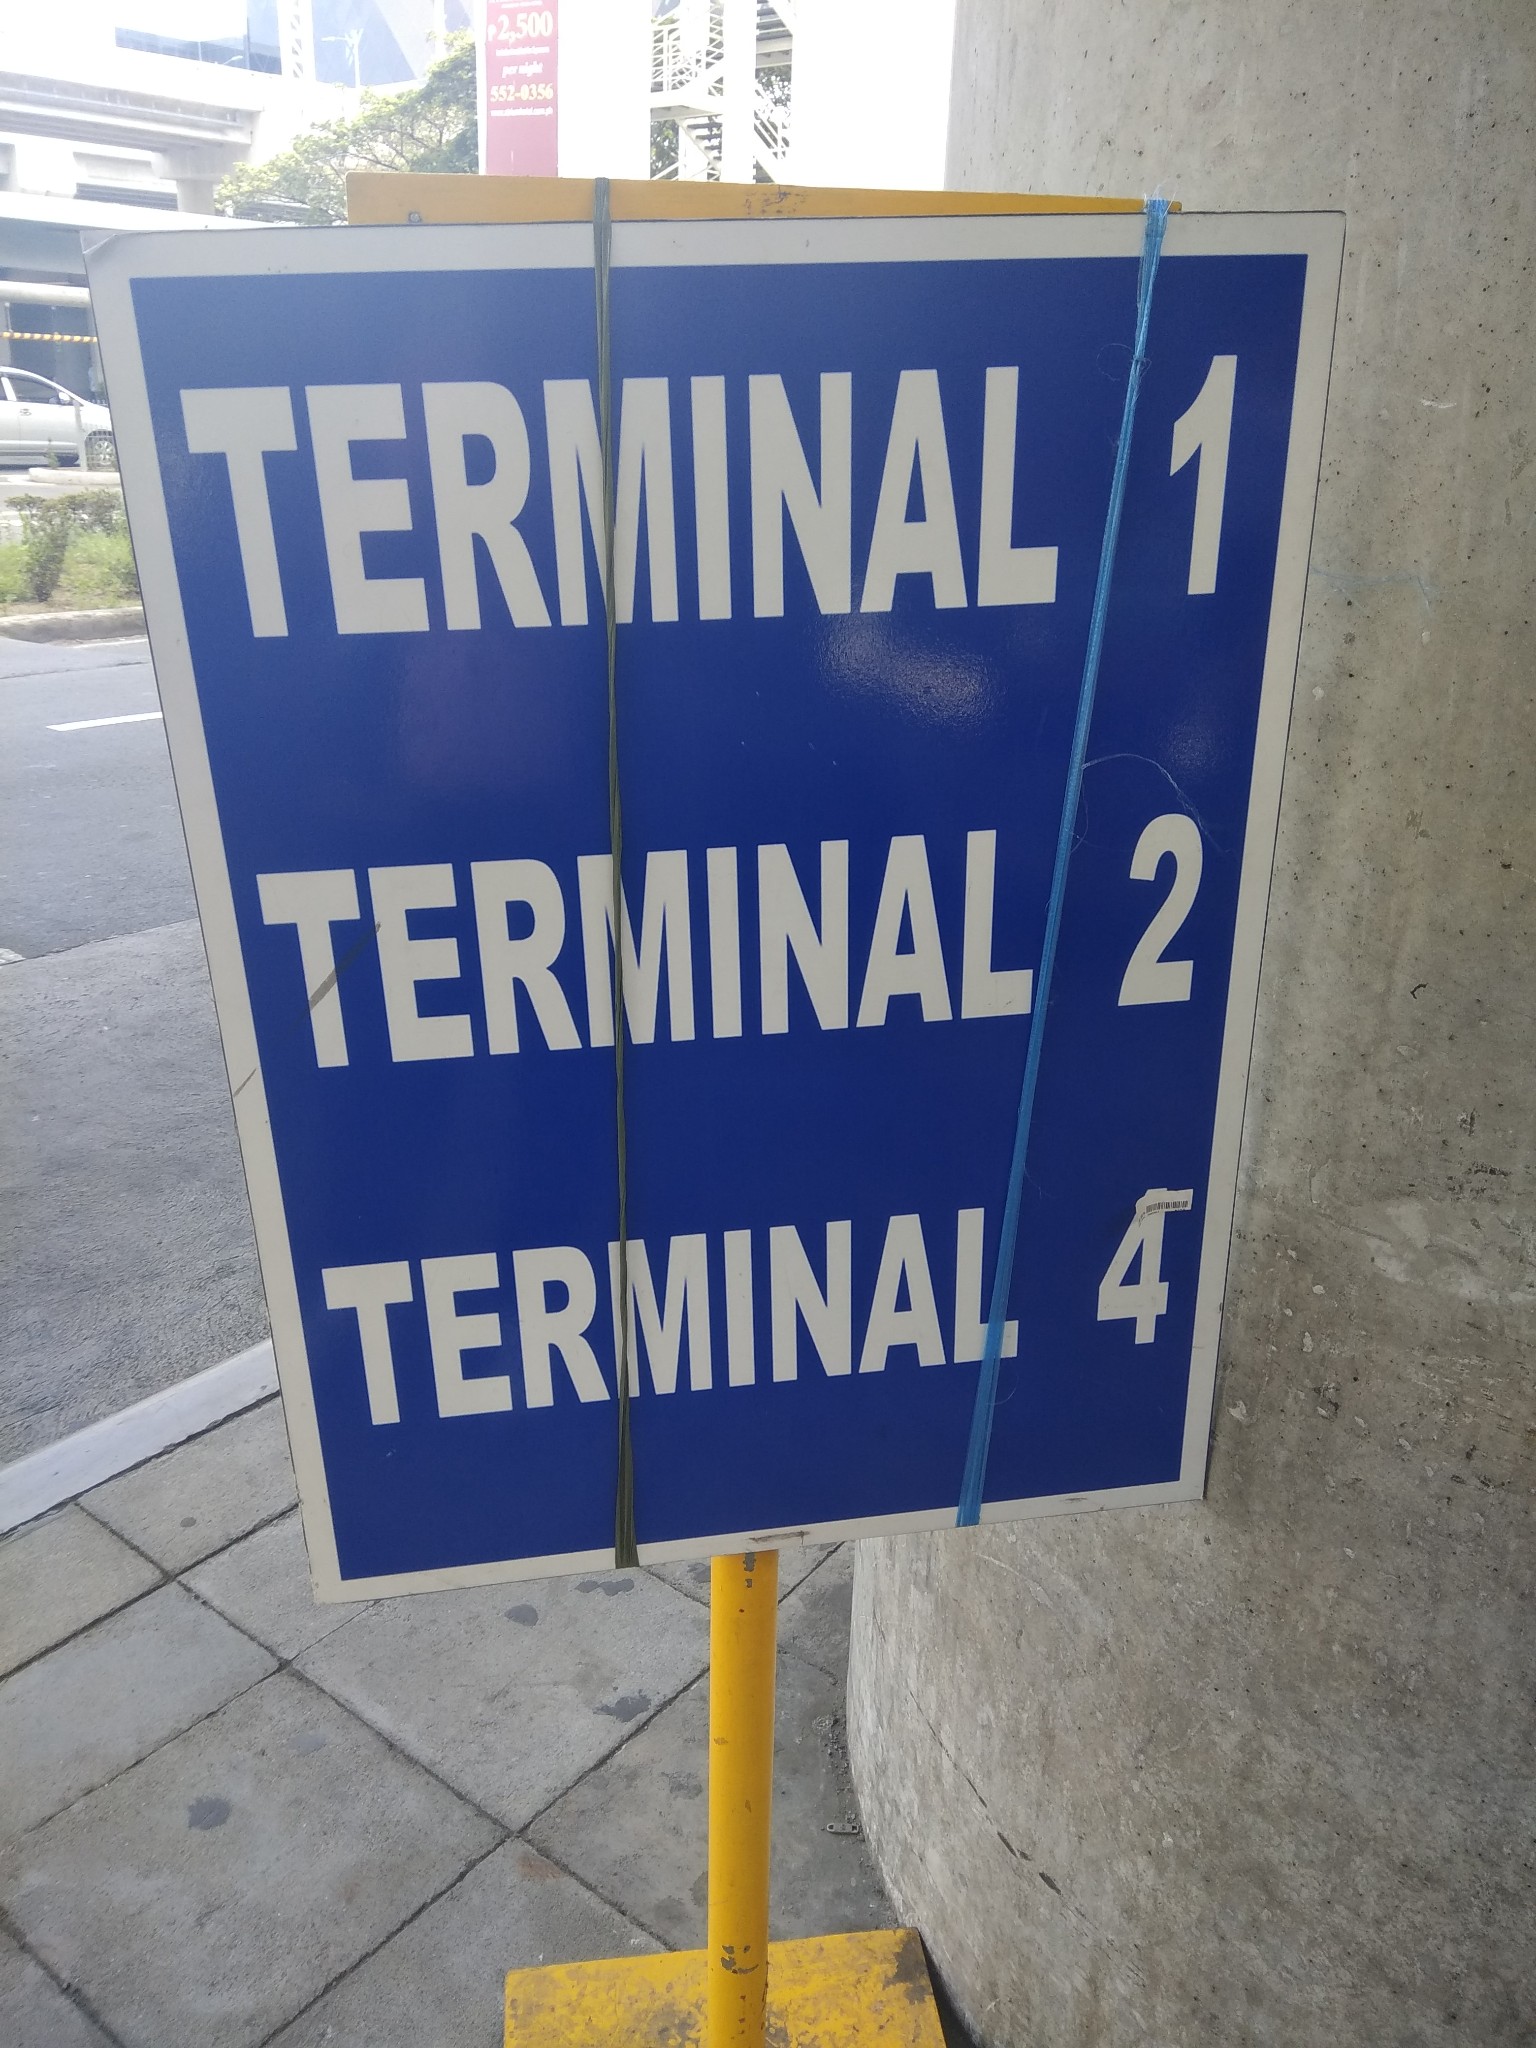 ₱2,500
per night
552-0356
TERMINAL 1
TERMINAL 2
TERMINAL 4